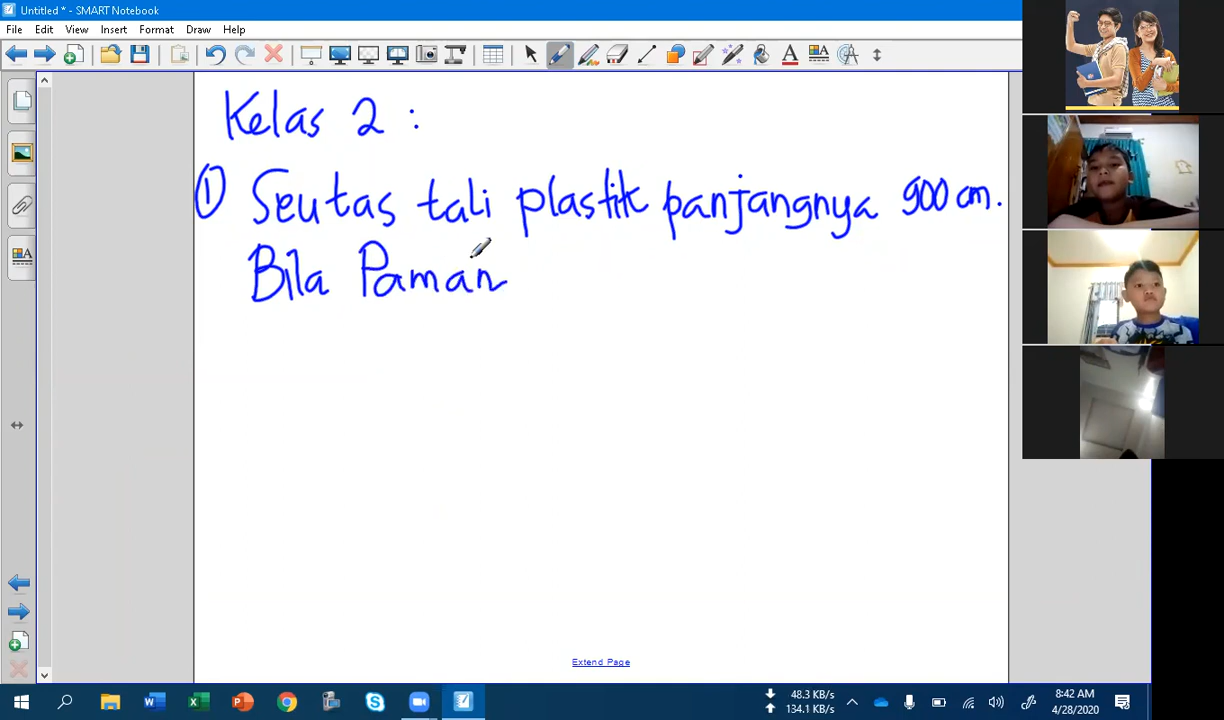 Untitled * - SMART Notebook
File Edit View Insert Format Draw Help
Kelas 2 :
① Seutas tali plastik panjangnya 900 cm.
Bila Paman
Extend Page
48.3 KB/s
134.1 KB/s
8:42 AM
4/28/2020